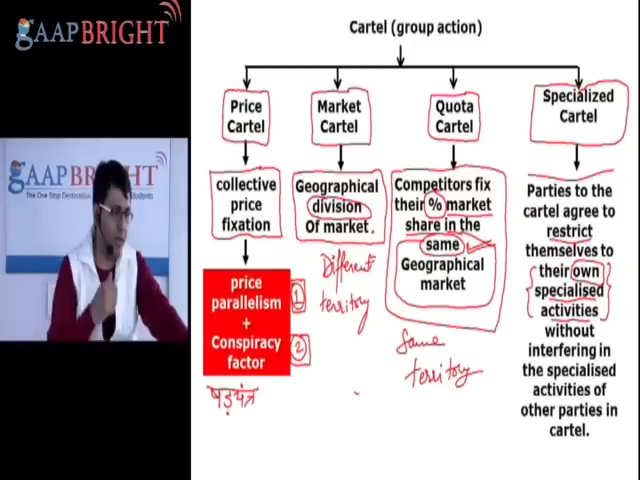 gAAPBRIGHT
gAAPBRIGHT
The One Stop Destination
Students
Cartel (group action)
Price
Cartel
collective
price
fixation
price
parallelism
+
Conspiracy
factor
1
2
षड़यंत्र
Market
Cartel
Geographical
division
Of market.
Different
territory
Quota
Cartel
Competitors fix
their % market
share in the
same
Geographical
market
Same
territory
Specialized
Cartel
Parties to the
cartel agree to
restrict
themselves to
their own
specialised
activities
without
interfering in
the specialised
activities of
other parties in
cartel.